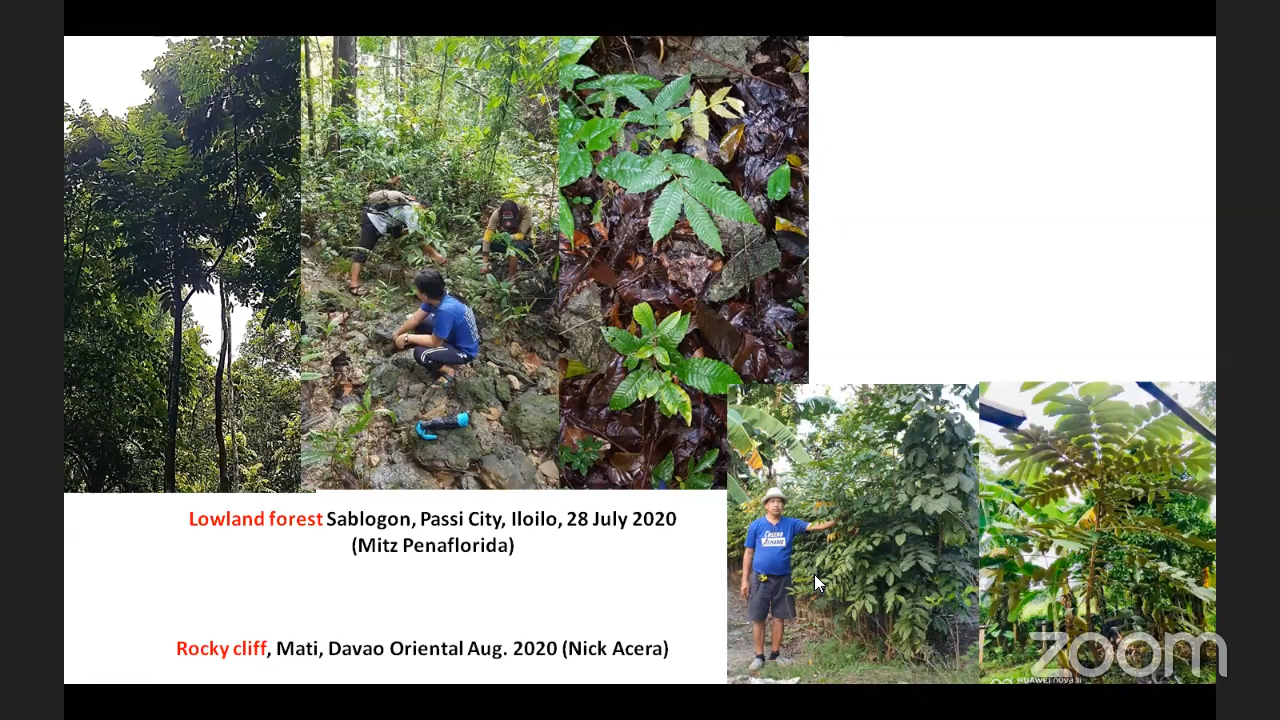 Lowland forest Sablogon, Passi City, Iloilo, 28 July 2020
(Mitz Penaflorida)
Rocky cliff, Mati, Davao Oriental Aug. 2020 (Nick Acera)
zoom